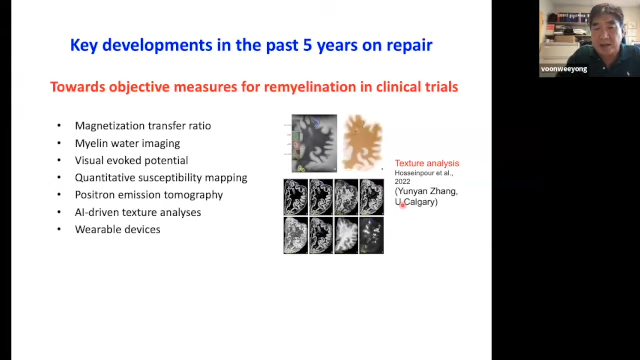 Key developments in the past 5 years on repair
Towards objective measures for remyelination in clinical trials
• Magnetization transfer ratio
• Myelin water imaging
• Visual evoked potential
• Quantitative susceptibility mapping
• Positron emission tomography
• AI-driven texture analyses
• Wearable devices
Texture analysis
Hosseinpour et al.,
2022
(Yunyan Zhang,
U Calgary)
voonweeyong